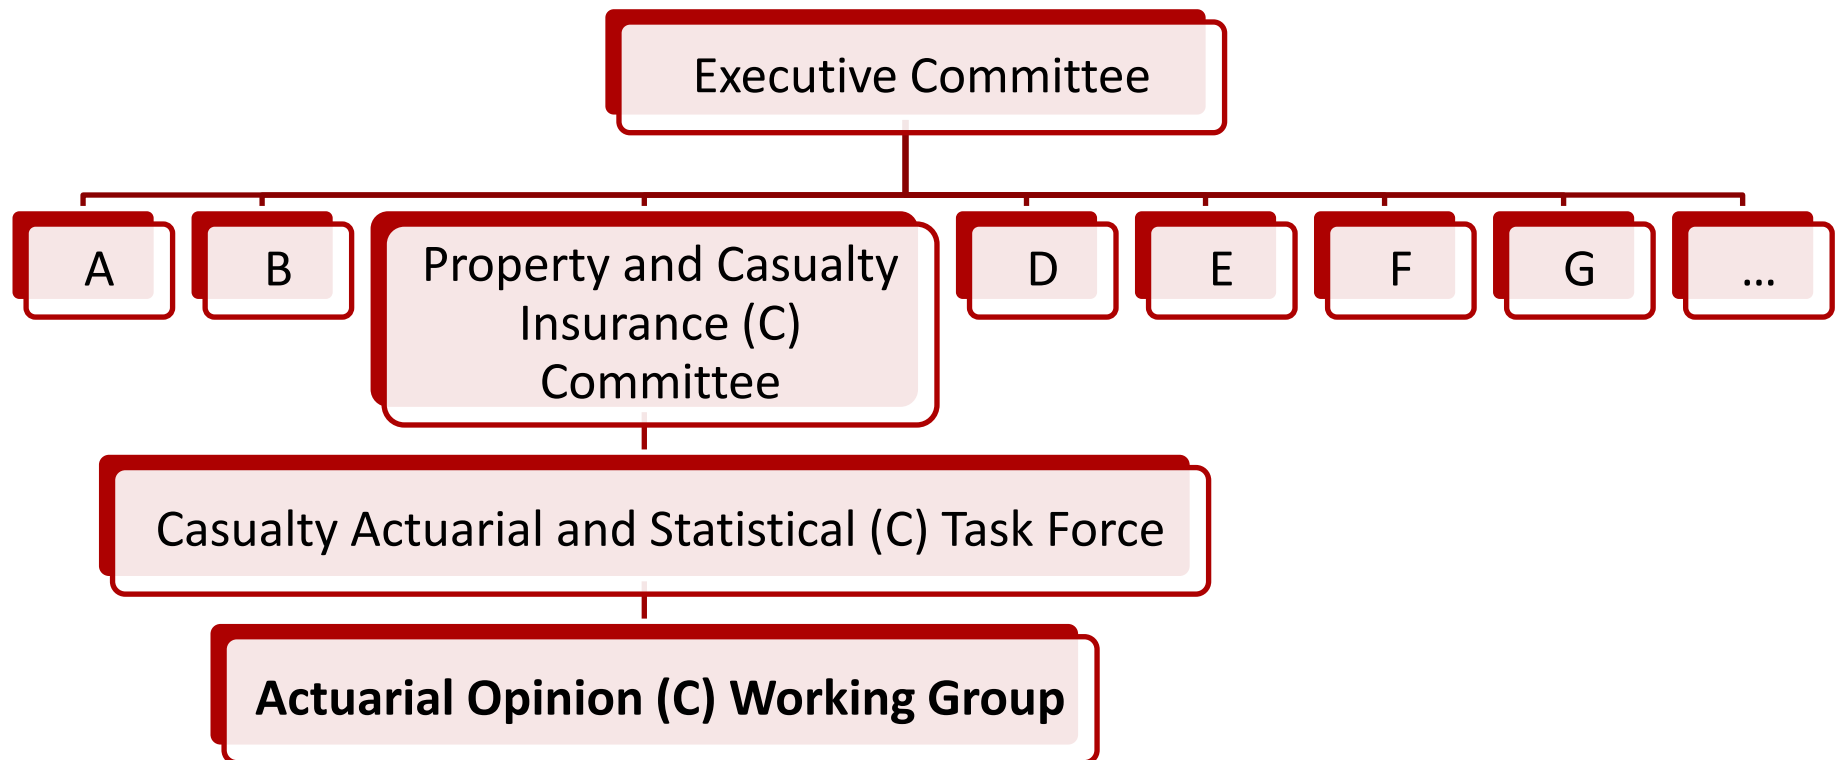 Executive Committee
A
B
Property and Casualty
Insurance (C)
Committee
D
E
F
G
...
Casualty Actuarial and Statistical (C) Task Force
Actuarial Opinion (C) Working Group